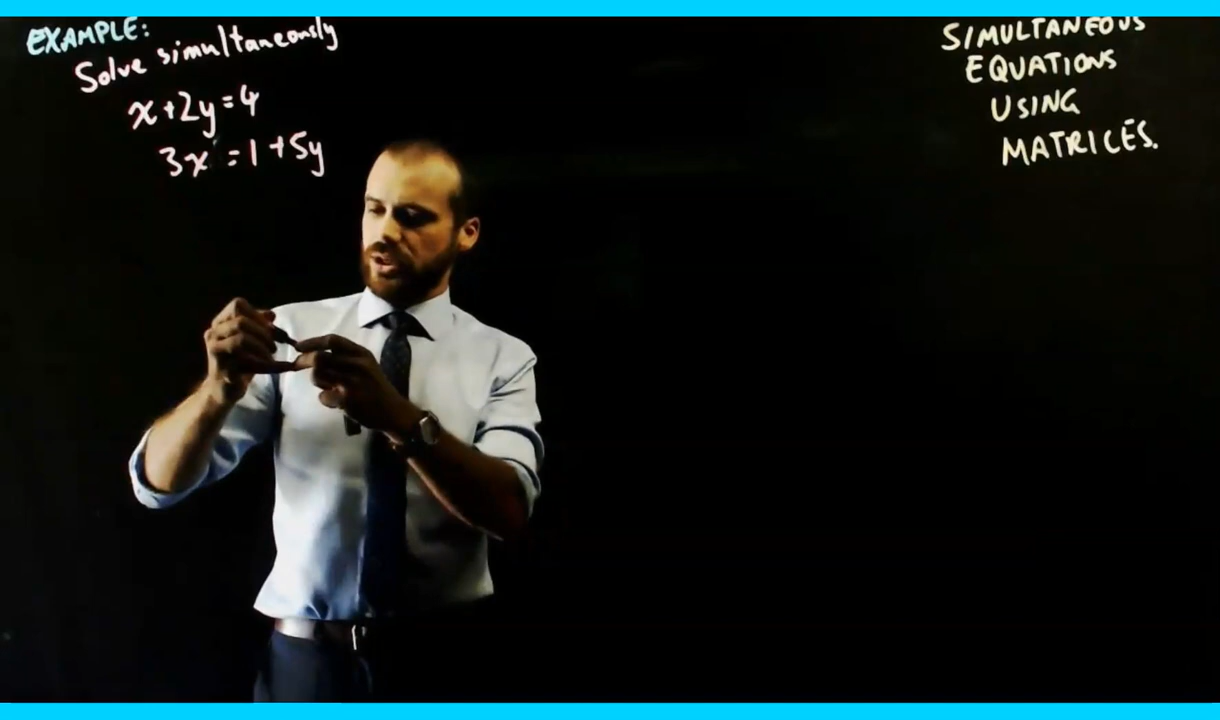 EXAMPLE:
Solve simultaneously
x+2y=4
3x=1+5y
SIMULTANEOUS
EQUATIONS
USING
MATRICES.